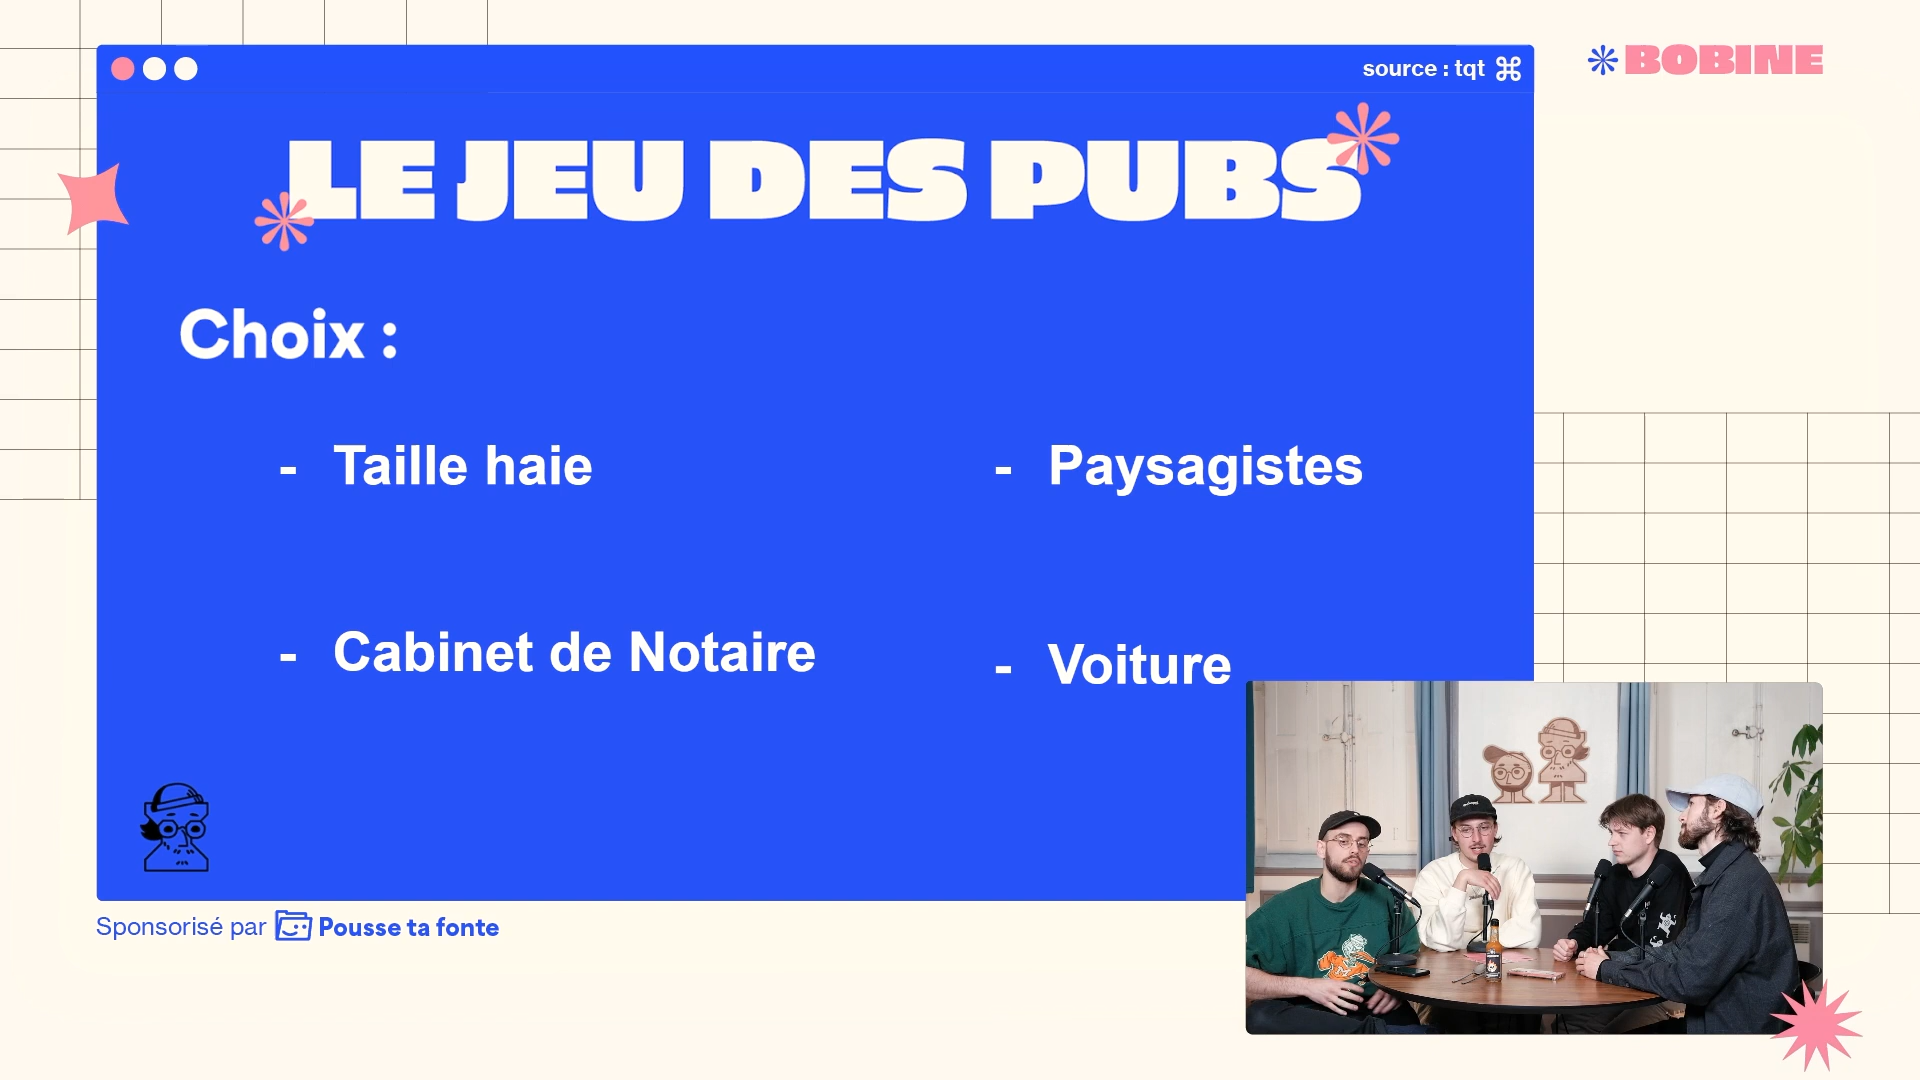 source : tqt ⌘
BOBINE
LE JEU DES PUBS
Choix :
- Taille haie
- Paysagistes
- Cabinet de Notaire
- Voiture
Sponsorisé par Pousse ta fonte